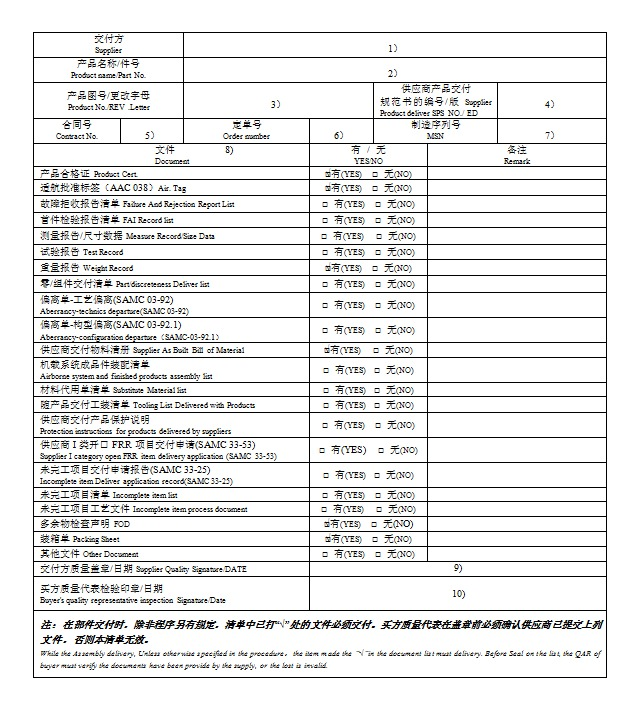 交付方
Supplier
1）
产品名称/件号
Product name/Part No.
2）
产品图号/更改字母
Product No./REV .Letter
3）
供应商产品交付
规范书的编号/版 Supplier
Product deliver SPS NO./ ED
4）
合同号
Contract No.
5）
定单号
Order number
6）
制造序列号
MSN
7）
文件 8）
Document
有 / 无
YES/NO
备注
Remark
产品合格证 Product Cert. ☑有(YES) □ 无(NO)
适航批准标签（AAC 038）Air. Tag ☑有(YES) □ 无(NO)
故障拒收报告清单 Failure And Rejection Report List □ 有(YES) □ 无(NO)
首件检验报告清单 FAI Record list □ 有(YES) □ 无(NO)
测量报告/尺寸数据 Measure Record/Size Data □ 有(YES) □ 无(NO)
试验报告 Test Record □ 有(YES) □ 无(NO)
重量报告 Weight Record ☑有(YES) □ 无(NO)
零/组件交付清单 Part/discreteness Deliver list □ 有(YES) □ 无(NO)
偏离单-工艺偏离(SAMC 03-92)
Aberrancy-technics departure(SAMC 03-92)
□ 有(YES) □ 无(NO)
偏离单-构型偏离(SAMC 03-92.1)
Aberrancy-configuration departure（SAMC-03-92.1）
□ 有(YES) □ 无(NO)
供应商交付物料清册 Supplier As Built Bill of Material ☑有(YES) □ 无(NO)
机载系统成品件装配清单
Airborne system and finished products assembly list
□ 有(YES) □ 无(NO)
材料代用单清单 Substitute Material list □ 有(YES) □ 无(NO)
随产品交付工装清单 Tooling List Delivered with Products □ 有(YES) □ 无(NO)
供应商交付产品保护说明
Protection instructions for products delivered by suppliers
□ 有(YES) □ 无(NO)
供应商 I 类开口 FRR 项目交付申请(SAMC 33-53)
Supplier I category open FRR item delivery application (SAMC 33-53)
□ 有(YES) □ 无(NO)
未完工项目交付申请报告(SAMC 33-25)
Incomplete item Deliver application record(SAMC 33-25)
□ 有(YES) □ 无(NO)
未完工项目清单 Incomplete item list □ 有(YES) □ 无(NO)
未完工项目工艺文件 Incomplete item process document □ 有(YES) □ 无(NO)
多余物检查声明 FOD ☑有(YES) □ 无(NO)
装箱单 Packing Sheet ☑有(YES) □ 无(NO)
其他文件 Other Document □ 有(YES) □ 无(NO)
交付方质量盖章/日期 Supplier Quality Signature/DATE 9)
买方质量代表检验印章/日期
Buyer's quality representative inspection Signature/Date
10)
注：在部件交付时，除非程序另有规定，清单中已打“√”处的文件必须交付。买方质量代表在盖章前必须确认供应商已提交上列
文件，否则本清单无效。
While the Assembly delivery, Unless otherwise specified in the procedure，the item made the “√”in the document list must delivery. Before Seal on the list, the QAR of
buyer must verify the documents have been provide by the supply, or the lost is invalid.